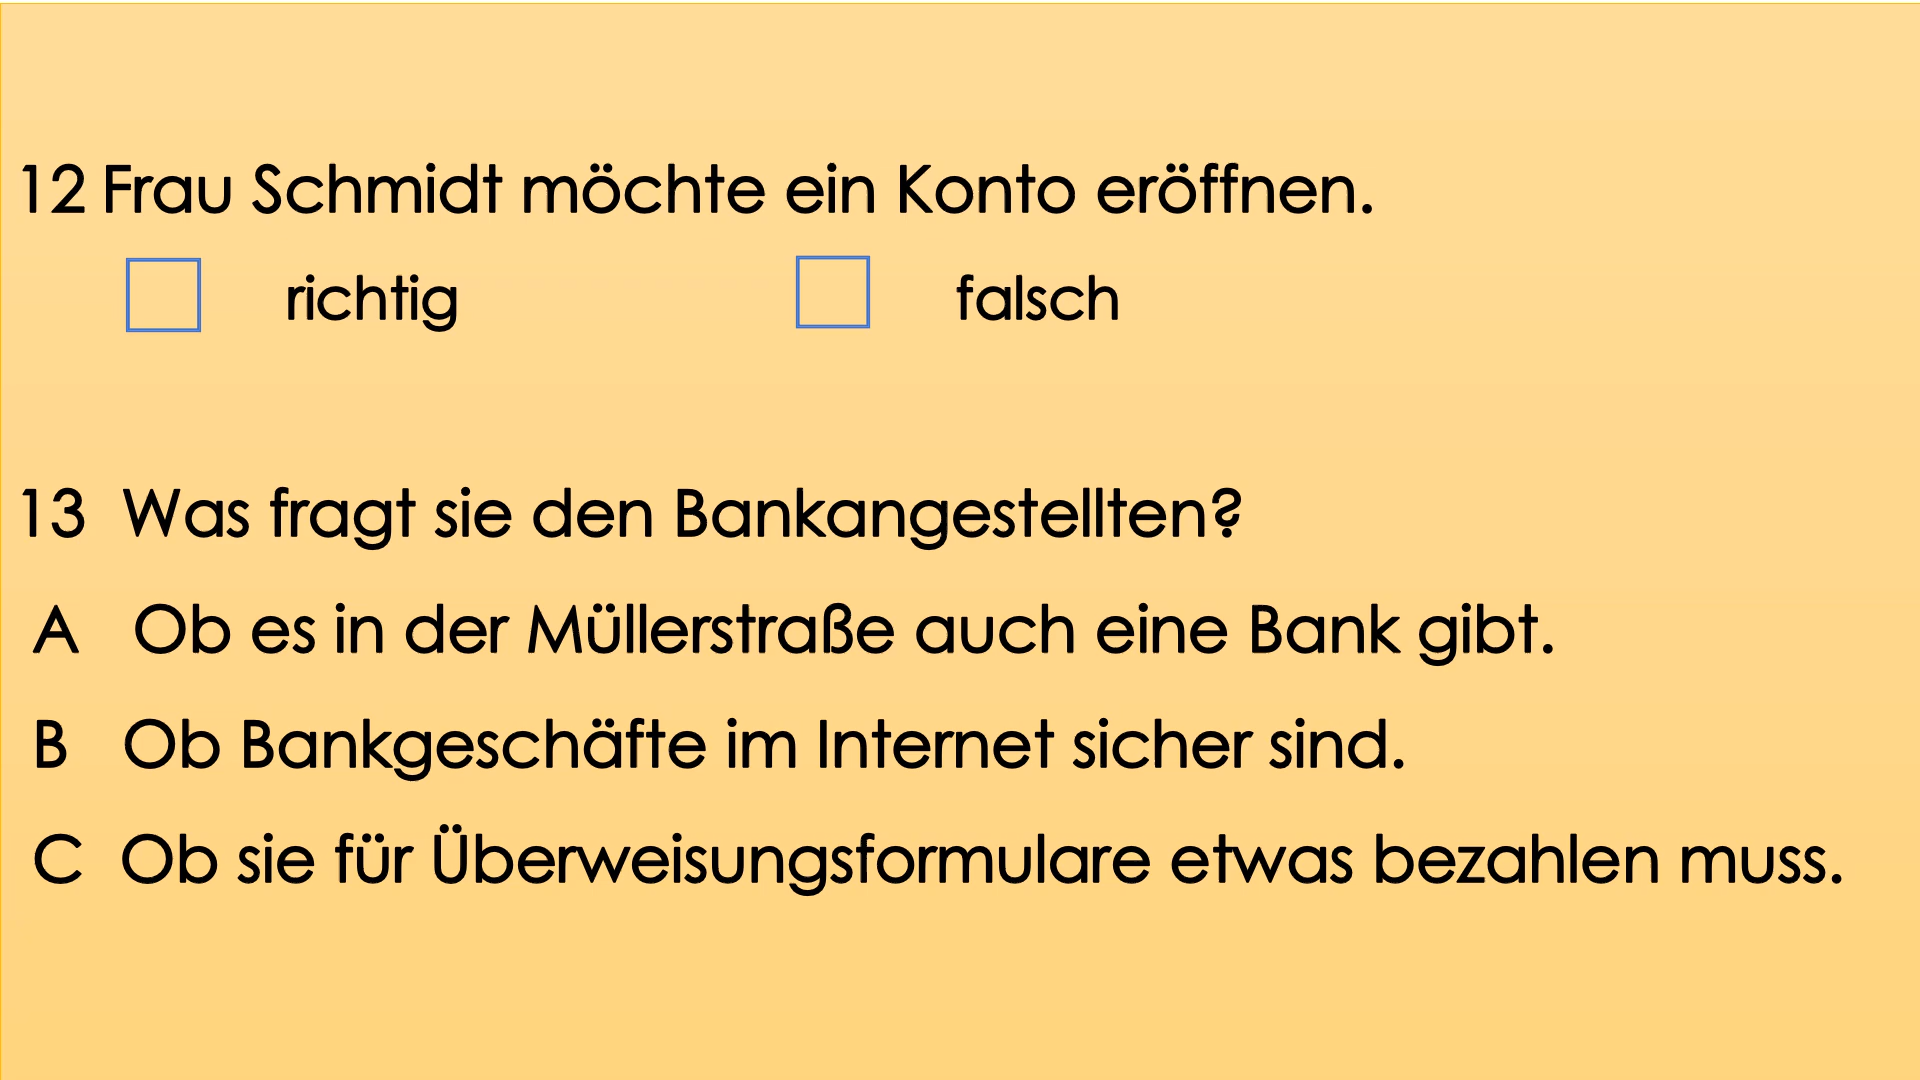 12 Frau Schmidt möchte ein Konto eröffnen.
richtig falsch
13 Was fragt sie den Bankangestellten?
A Ob es in der Müllerstraße auch eine Bank gibt.
B Ob Bankgeschäfte im Internet sicher sind.
C Ob sie für Überweisungsformulare etwas bezahlen muss.